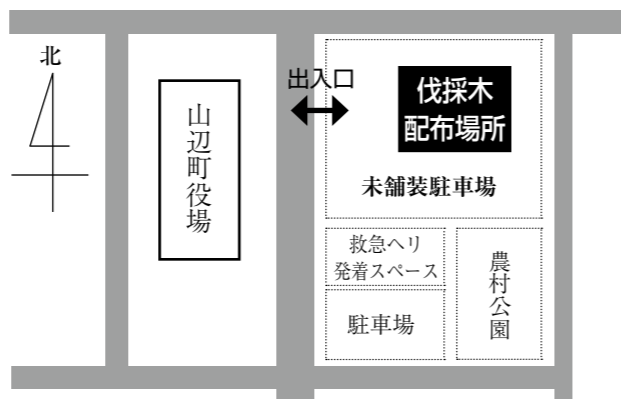 北
出入口
伐採木
配布場所
山辺町役場
未舗装駐車場
救急ヘリ
発着スペース
農村公園
駐車場